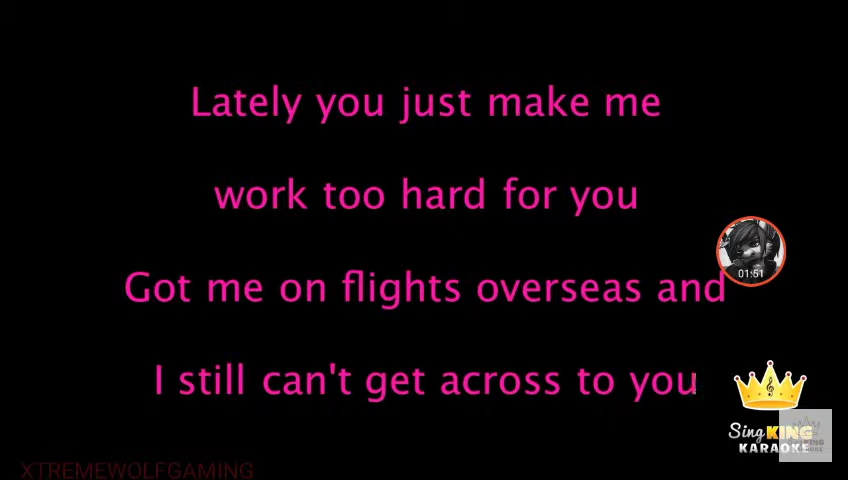 Lately you just make me
work too hard for you
Got me on flights overseas and
01:51
I still can't get across to you
Sing KING
KARAOKE
XTREMEWOLFGAMING